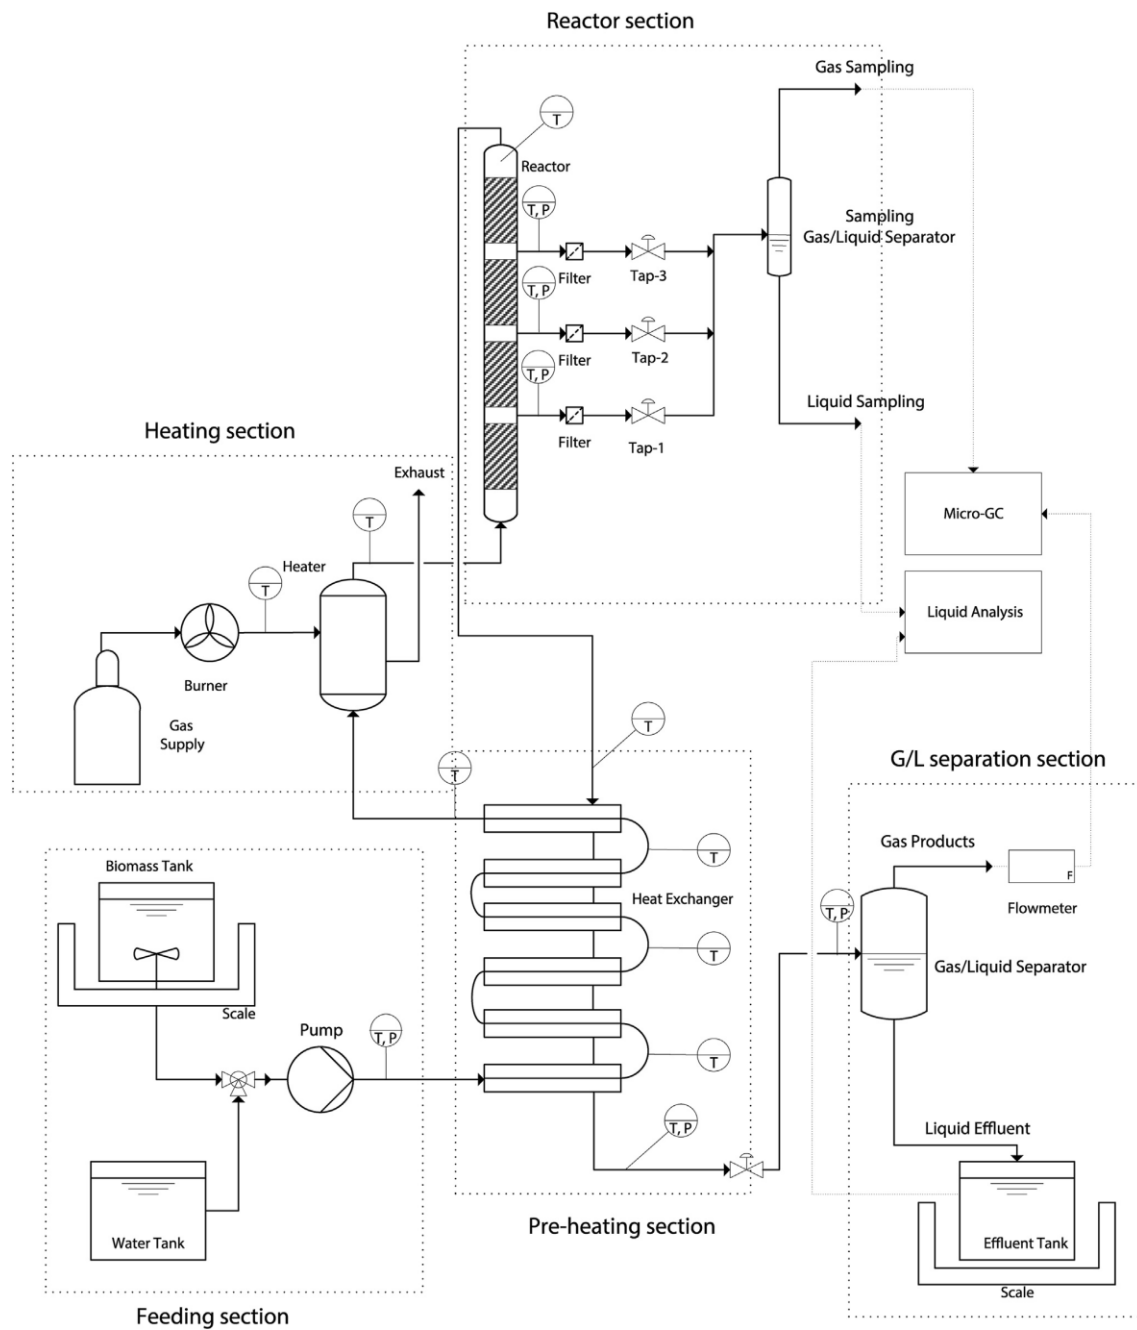 Reactor section
Gas Sampling
T
Reactor
T, P
Sampling
Gas/Liquid Separator
Filter
Tap-3
T, P
Filter
Tap-2
T, P
Filter
Tap-1
Liquid Sampling
Heating section
Exhaust
T
Micro-GC
Heater
T
Liquid Analysis
Burner
Gas
Supply
T
T
G/L separation section
Gas Products
T
F
Flowmeter
Biomass Tank
Heat Exchanger
T, P
T
Gas/Liquid Separator
Scale
Pump
T, P
T
T, P
Liquid Effluent
Water Tank
Pre-heating section
Effluent Tank
Scale
Feeding section